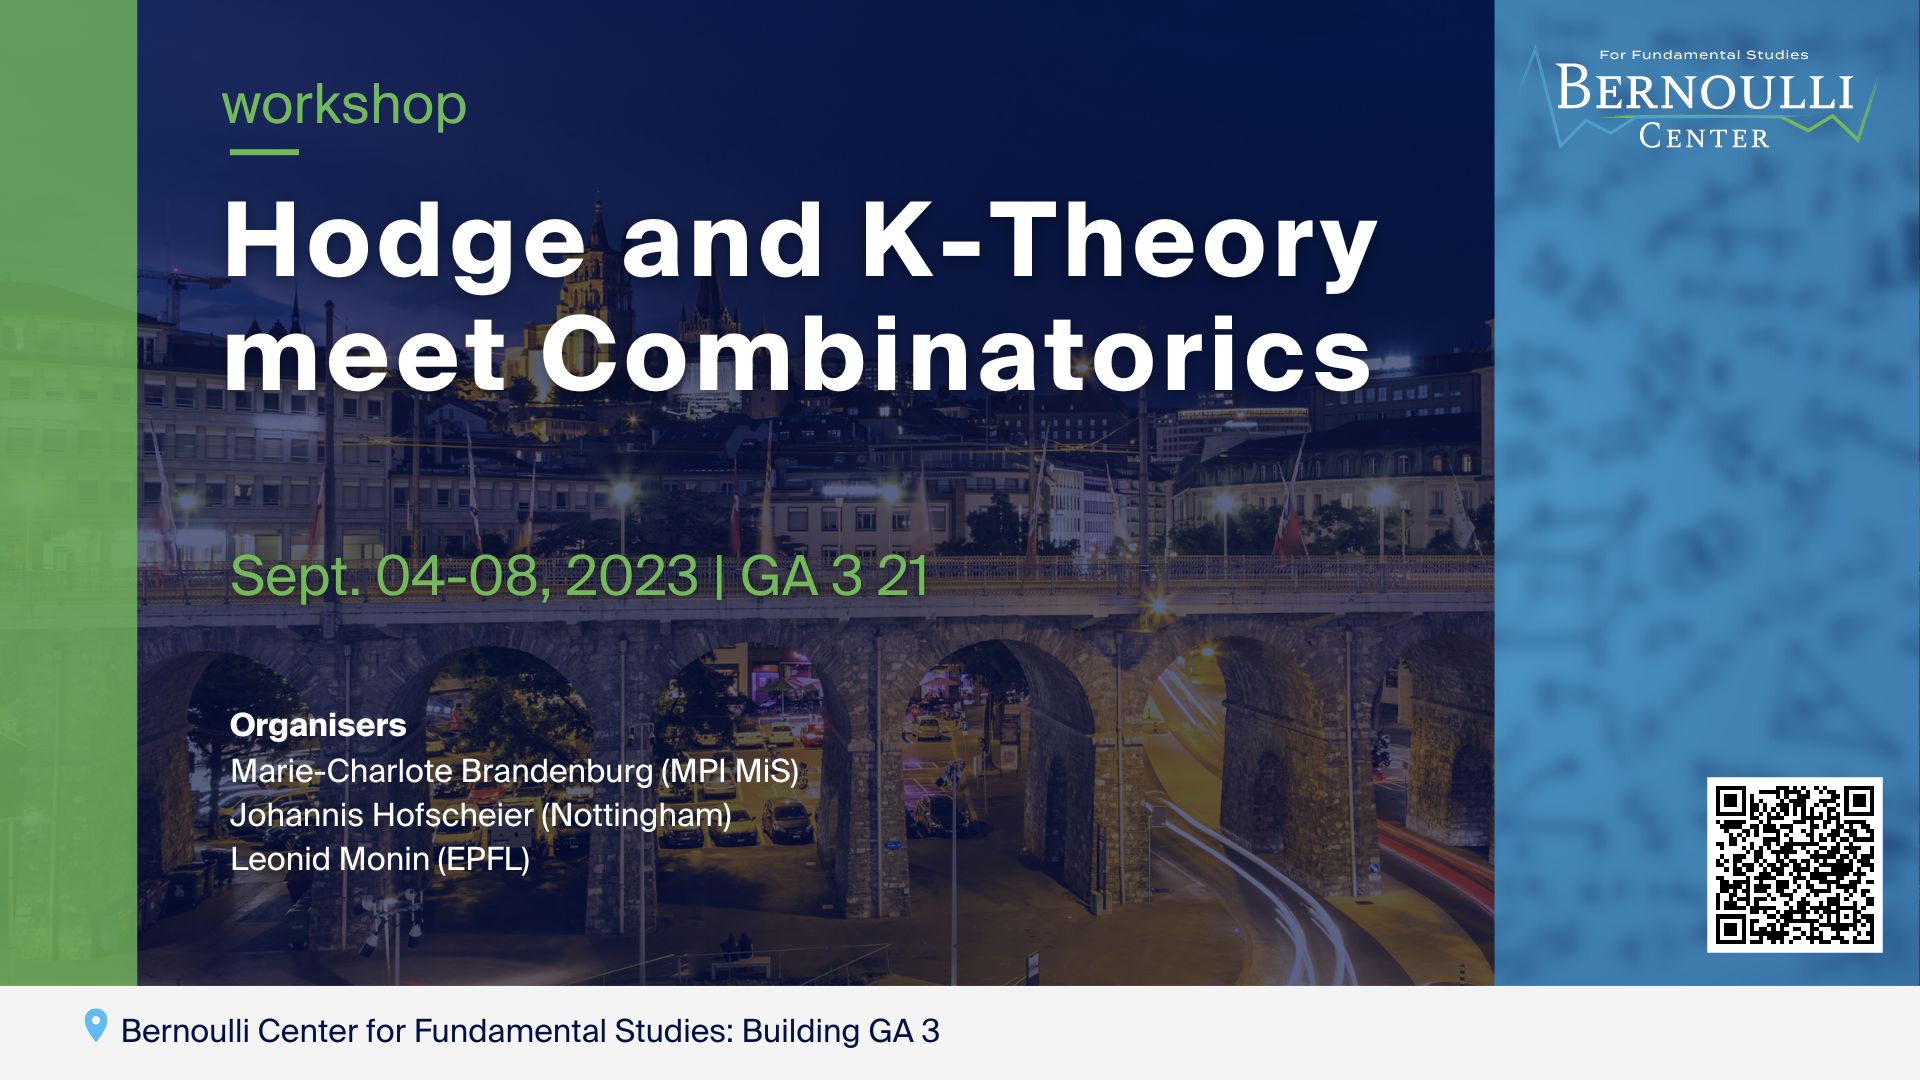 workshop
Hodge and K-Theory
meet Combinatorics
Sept. 04-08, 2023 | GA 3 21
Organisers
Marie-Charlote Brandenburg (MPI MiS)
Johannis Hofscheier (Nottingham)
Leonid Monin (EPFL)
Bernoulli Center for Fundamental Studies: Building GA 3
For Fundamental Studies
BERNOULLI
CENTER